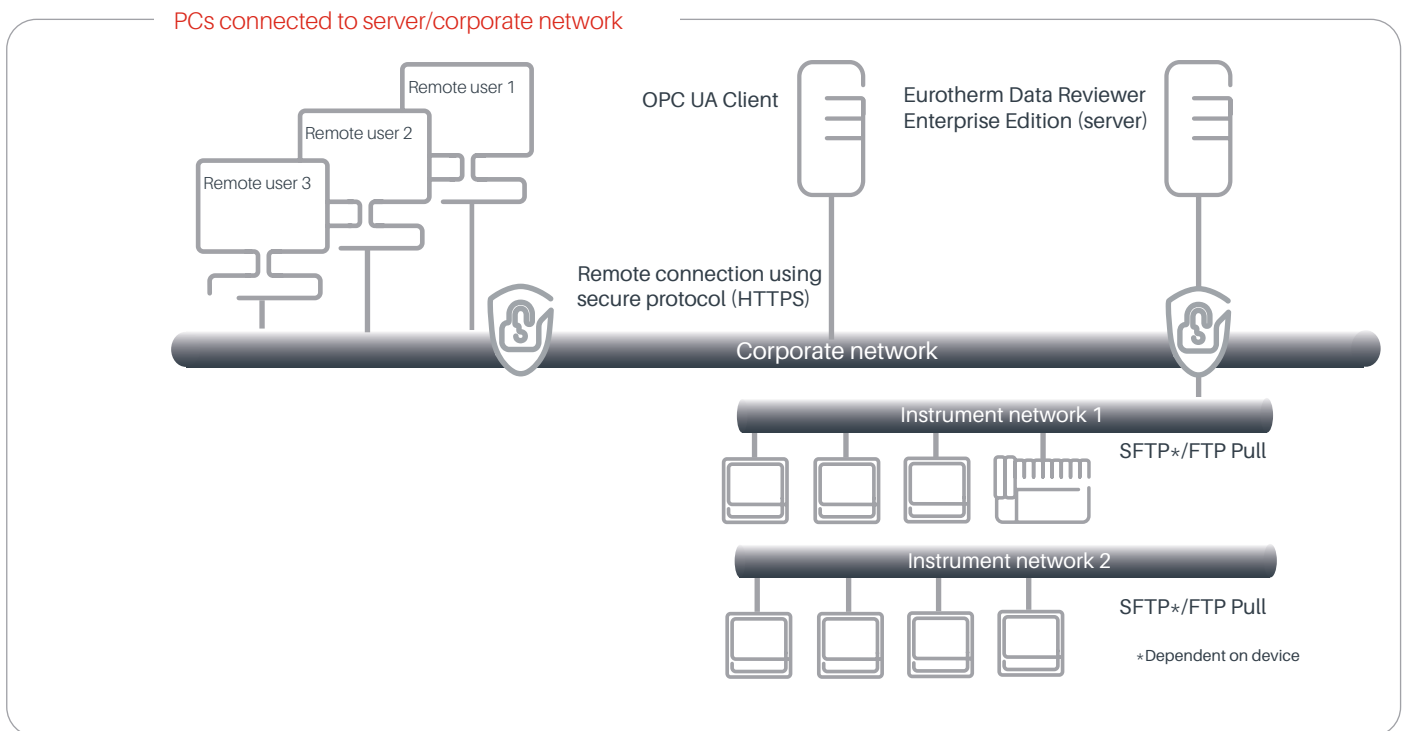 PCs connected to server/corporate network
Remote user 1
Remote user 2
Remote user 3
OPC UA Client
Eurotherm Data Reviewer
Enterprise Edition (server)
Remote connection using
secure protocol (HTTPS)
Corporate network
Instrument network 1
SFTP*/FTP Pull
Instrument network 2
SFTP*/FTP Pull
*Dependent on device